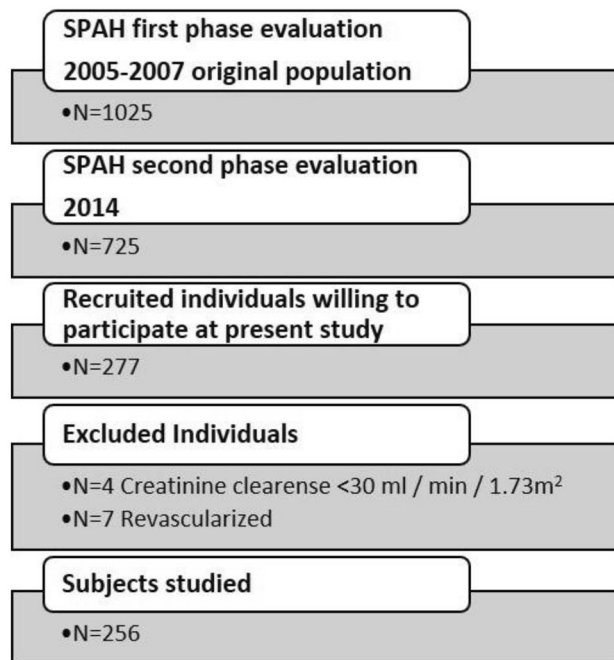 SPAH first phase evaluation
2005-2007 original population
•N=1025
SPAH second phase evaluation
2014
•N=725
Recruited individuals willing to
participate at present study
•N=277
Excluded Individuals
•N=4 Creatinine clearense <30 ml / min / 1.73m²
•N=7 Revascularized
Subjects studied
•N=256